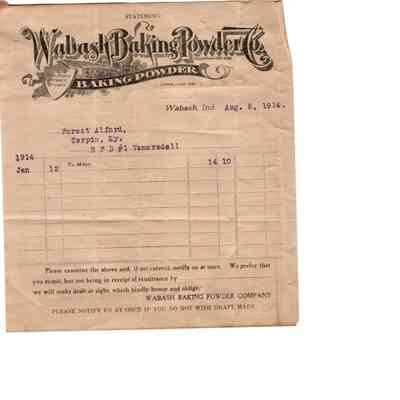 STATEMENT
Wabash Baking Powder Co.
BAKING POWDER
Wabash, Ind. Aug. 8, 1914.
Forest Alford,
Turpin, Ky.
R F D #1 Vanarsdell
1914
Jan 12 To Mdse. 14 10
Please examine the above and, if not correct, notify us at once. We prefer that
you remit, but not being in receipt of remittance by
we will make draft at sight, which kindly honor and oblige.
WABASH BAKING POWDER COMPANY
PLEASE NOTIFY US AT ONCE IF YOU DO NOT WISH DRAFT MADE